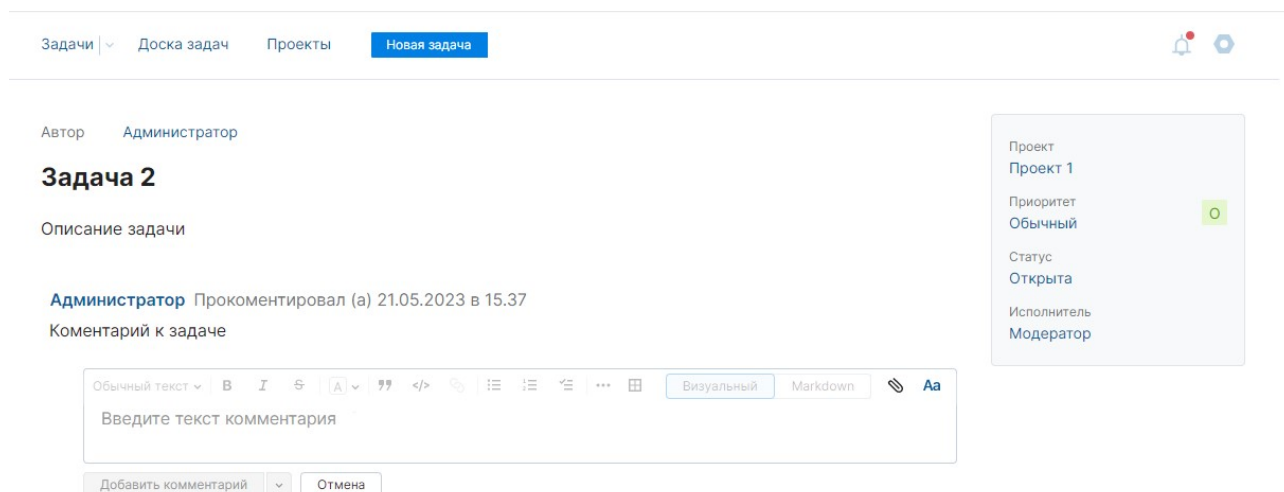 Задачи Доска задач Проекты Новая задача
Автор Администратор
Задача 2
Описание задачи
Администратор Прокоментировал (а) 21.05.2023 в 15.37
Коментарий к задаче
Обычный текст B I S A </> Визуальный Markdown Aa
Введите текст комментария
Добавить комментарий Отмена
Проект
Проект 1
Приоритет
Обычный О
Статус
Открыта
Исполнитель
Модератор